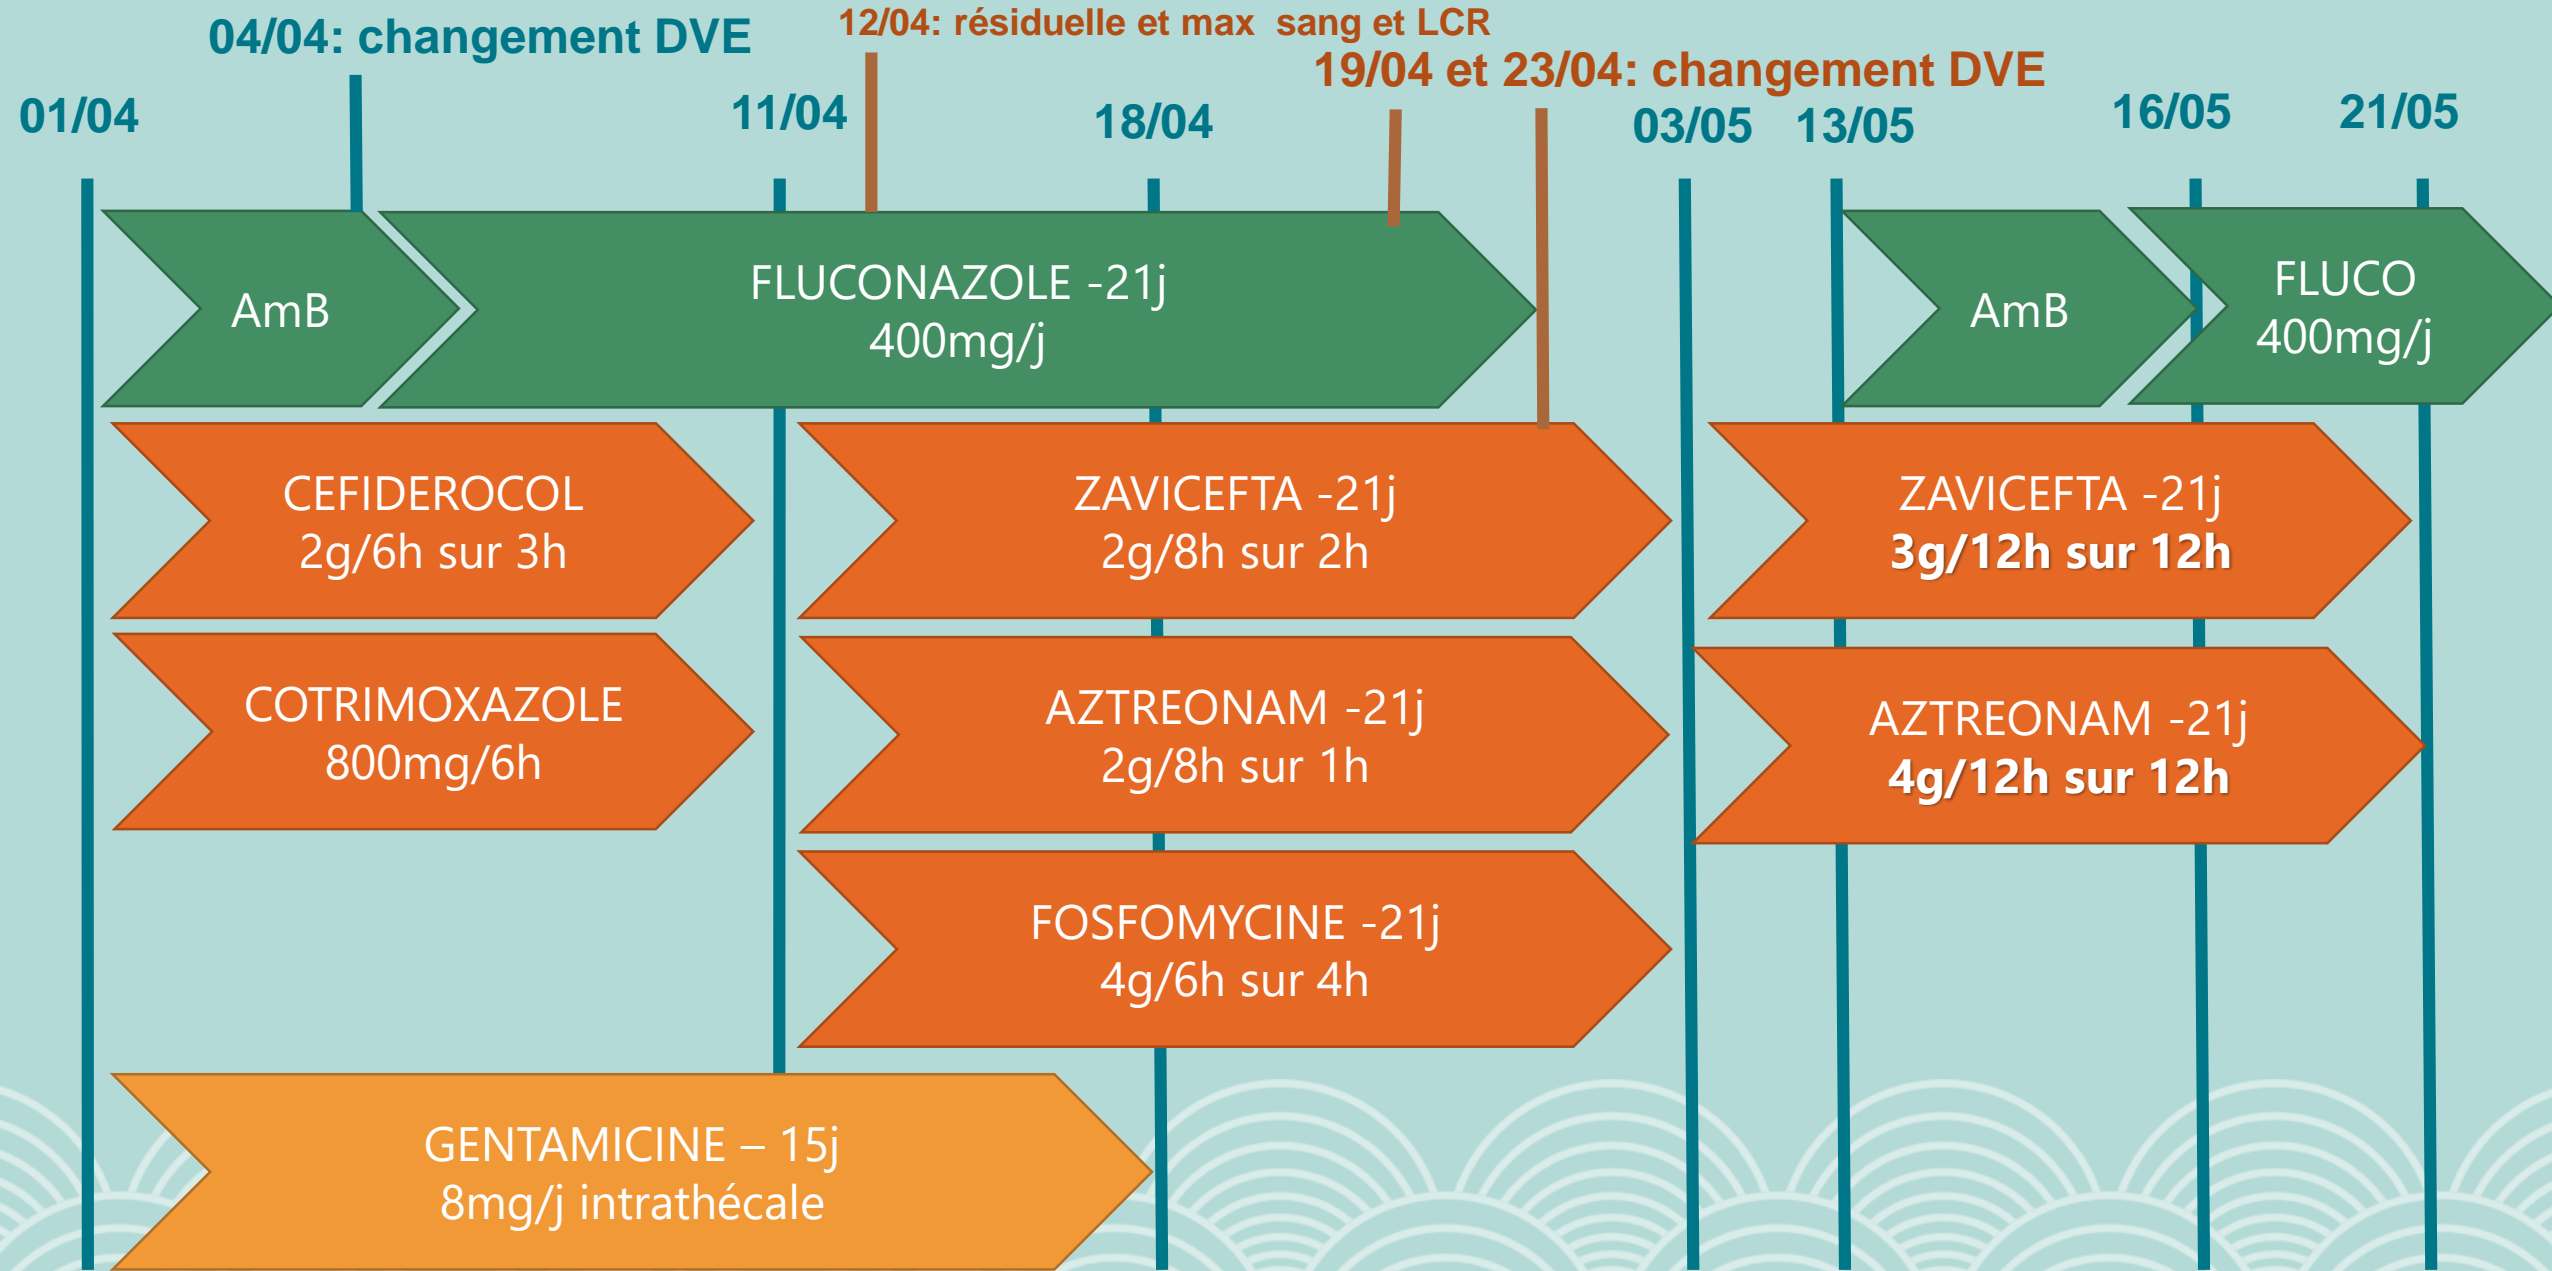 04/04: changement DVE
12/04: résiduelle et max  sang et LCR
19/04 et 23/04: changement DVE
01/04
11/04
18/04
03/05
13/05
16/05
21/05
AmB
FLUCONAZOLE -21j
400mg/j
AmB
FLUCO
400mg/j
CEFIDEROCOL
2g/6h sur 3h
ZAVICEFTA -21j
2g/8h sur 2h
ZAVICEFTA -21j
3g/12h sur 12h
COTRIMOXAZOLE
800mg/6h
AZTREONAM -21j
2g/8h sur 1h
AZTREONAM -21j
4g/12h sur 12h
FOSFOMYCINE -21j
4g/6h sur 4h
GENTAMICINE – 15j
8mg/j intrathécale